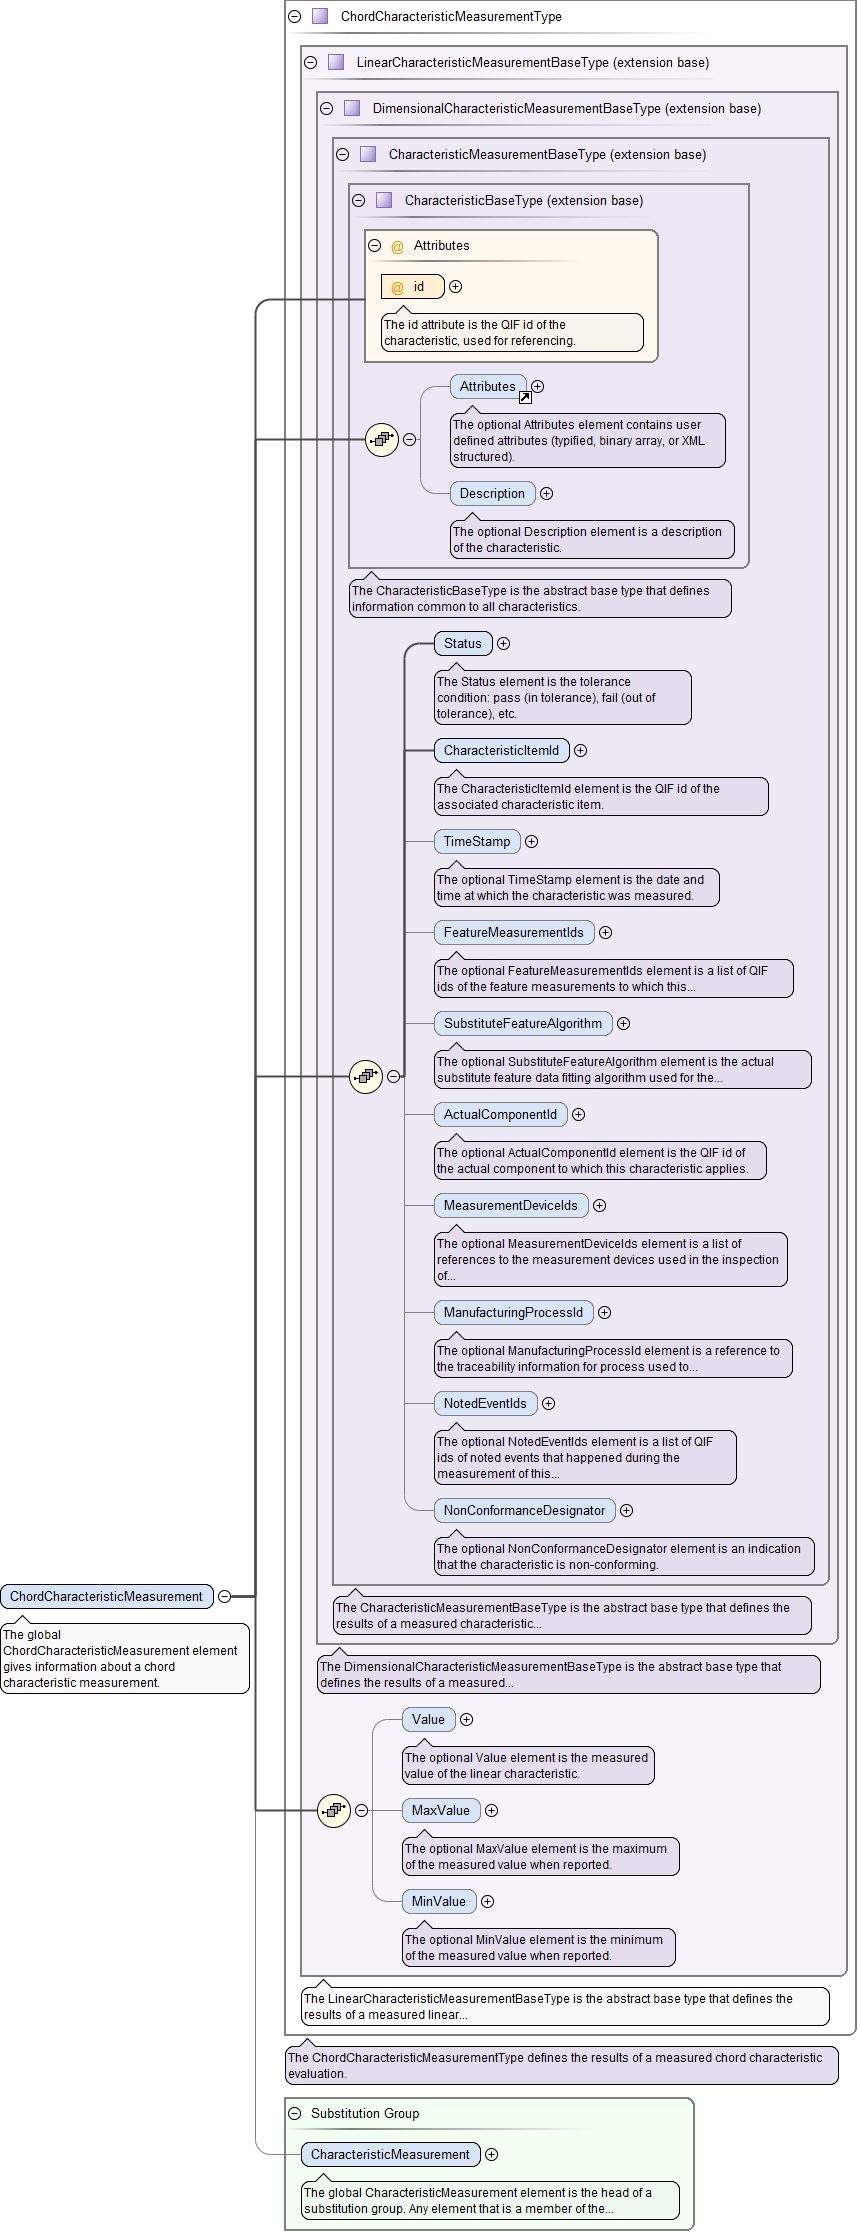 ChordCharacteristicMeasurementType
LinearCharacteristicMeasurementBaseType (extension base)
DimensionalCharacteristicMeasurementBaseType (extension base)
CharacteristicMeasurementBaseType (extension base)
CharacteristicBaseType (extension base)
@ Attributes
@ id
The id attribute is the QIF id of the
characteristic, used for referencing.
Attributes
The optional Attributes element contains user
defined attributes (typified, binary array, or XML
structured).
Description
The optional Description element is a description
of the characteristic.
The CharacteristicBaseType is the abstract base type that defines
information common to all characteristics.
Status
The Status element is the tolerance
condition: pass (in tolerance), fail (out of
tolerance), etc.
CharacteristicItemId
The CharacteristicItemId element is the QIF id of the
associated characteristic item.
TimeStamp
The optional TimeStamp element is the date and
time at which the characteristic was measured.
FeatureMeasurementIds
The optional FeatureMeasurementIds element is a list of QIF
ids of the feature measurements to which this...
SubstituteFeatureAlgorithm
The optional SubstituteFeatureAlgorithm element is the actual
substitute feature data fitting algorithm used for the...
ActualComponentId
The optional ActualComponentId element is the QIF id of
the actual component to which this characteristic applies.
MeasurementDeviceIds
The optional MeasurementDeviceIds element is a list of
references to the measurement devices used in the inspection
of...
ManufacturingProcessId
The optional ManufacturingProcessId element is a reference to
the traceability information for process used to...
NotedEventIds
The optional NotedEventIds element is a list of QIF
ids of noted events that happened during the
measurement of this...
NonConformanceDesignator
The optional NonConformanceDesignator element is an indication
that the characteristic is non-conforming.
ChordCharacteristicMeasurement
The global
ChordCharacteristicMeasurement element
gives information about a chord
characteristic measurement.
The CharacteristicMeasurementBaseType is the abstract base type that defines the
results of a measured characteristic...
The DimensionalCharacteristicMeasurementBaseType is the abstract base type that
defines the results of a measured...
Value
The optional Value element is the measured
value of the linear characteristic.
MaxValue
The optional MaxValue element is the maximum
of the measured value when reported.
MinValue
The optional MinValue element is the minimum
of the measured value when reported.
The LinearCharacteristicMeasurementBaseType is the abstract base type that defines the
results of a measured linear...
The ChordCharacteristicMeasurementType defines the results of a measured chord characteristic
evaluation.
Substitution Group
CharacteristicMeasurement
The global CharacteristicMeasurement element is the head of a
substitution group. Any element that is a member of the...